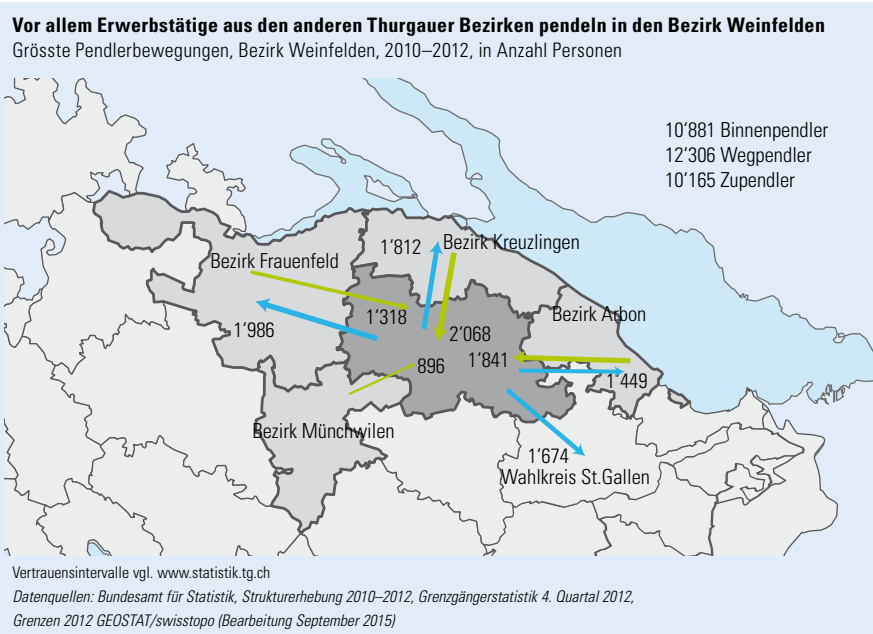 Vor allem Erwerbstätige aus den anderen Thurgauer Bezirken pendeln in den Bezirk Weinfelden
Grösste Pendlerbewegungen, Bezirk Weinfelden, 2010–2012, in Anzahl Personen
10’881 Binnenpendler
12’306 Wegpendler
10’165 Zupendler
1’812
Bezirk Kreuzlingen
Bezirk Frauenfeld
1’318
Bezirk Arbon
1’986
2’068
896
1’841
1’449
Bezirk Münchwilen
1’674
Wahlkreis St.Gallen
Vertrauensintervalle vgl. www.statistik.tg.ch
Datenquellen: Bundesamt für Statistik, Strukturerhebung 2010–2012, Grenzgängerstatistik 4. Quartal 2012,
Grenzen 2012 GEOSTAT/swisstopo (Bearbeitung September 2015)